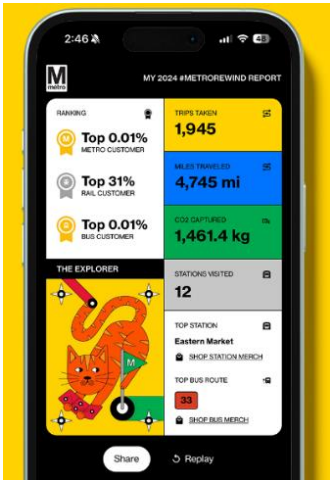 2:46
48
M
metro
MY 2024 #METROREWIND REPORT
RANKING
M
Top 0.01%
METRO CUSTOMER
Top 31%
RAIL CUSTOMER
Top 0.01%
BUS CUSTOMER
THE EXPLORER
M
TRIPS TAKEN
1,945
MILES TRAVELED
4,745 mi
CO2 CAPTURED
1,461.4 kg
STATIONS VISITED
12
TOP STATION
Eastern Market
SHOP STATION MERCH
TOP BUS ROUTE
33
SHOP BUS MERCH
Share
Replay